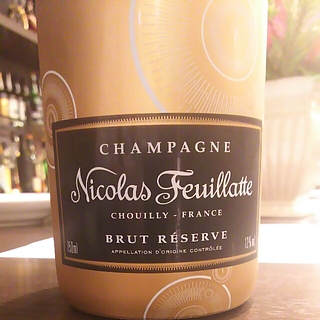 CHAMPAGNE
Nicolas Feuillatte
CHOUILLY - FRANCE
BRUT RÉSERVE
APPELLATION D'ORIGINE CONTRÔLÉE